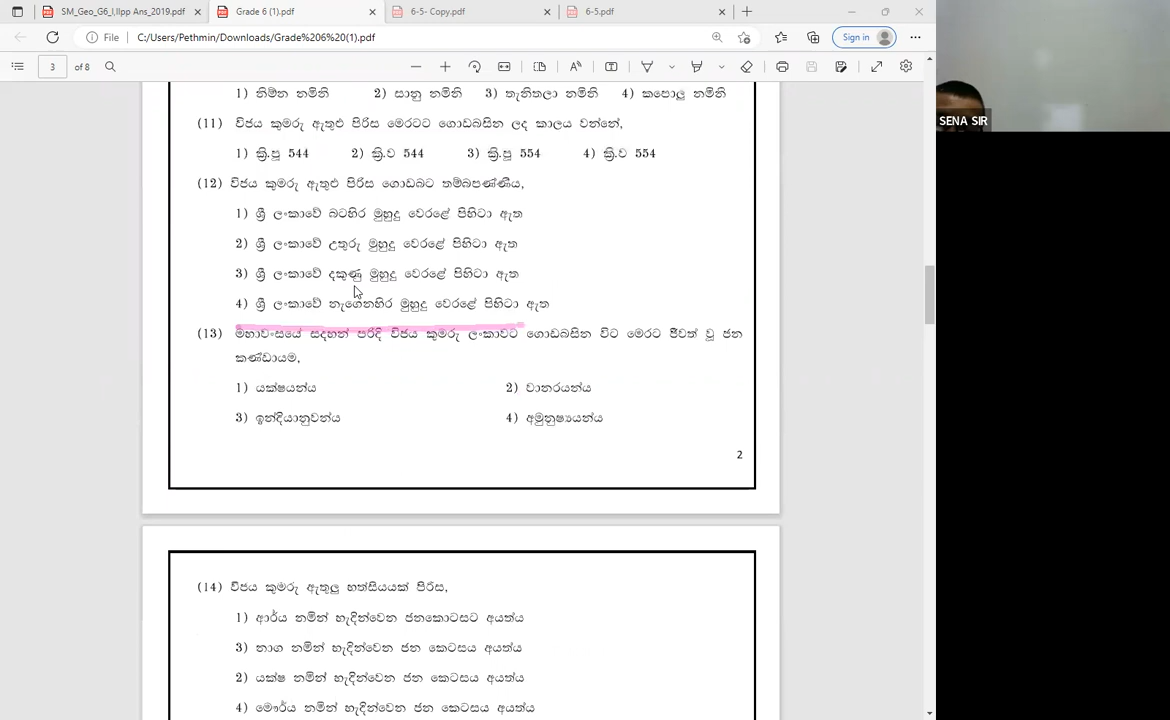 SM_Geo_G6_I,IIpp Ans_2019.pdf
Grade 6 (1).pdf
6-5- Copy.pdf
6-5.pdf
File
C:/Users/Pethmin/Downloads/Grade%206%20(1).pdf
Sign in
3 of 8
1) නිම්න නමිනි 2) සානු නමිනි 3) තැනිතලා නමිනි 4) කපොලු නමිනි
(11) විජය කුමරු ඇතුළු පිරිස මෙරටට ගොඩබසින ලද කාලය වන්නේ,
1) ක්‍රි.පූ 544 2) ක්‍රි.ව 544 3) ක්‍රි.පූ 554 4) ක්‍රි.ව 554
(12) විජය කුමරු ඇතුළු පිරිස ගොඩබට තම්බපණ්ණිය,
1) ශ්‍රී ලංකාවේ බටහිර මුහුදු වෙරළේ පිහිටා ඇත
2) ශ්‍රී ලංකාවේ උතුරු මුහුදු වෙරළේ පිහිටා ඇත
3) ශ්‍රී ලංකාවේ දකුණු මුහුදු වෙරළේ පිහිටා ඇත
4) ශ්‍රී ලංකාවේ නැගෙනහිර මුහුදු වෙරළේ පිහිටා ඇත
(13) මහාවංසයේ සදහන් පරිදි විජය කුමරු ලංකාවට ගොඩබසින විට මෙරට ජීවත් වූ ජන
කණ්ඩායම,
1) යක්ෂයන්ය 2) වානරයන්ය
3) ඉන්දියානුවන්ය 4) අමුනුෂ්‍යයන්ය
2
(14) විජය කුමරු ඇතුලු හත්සියයක් පිරිස,
1) ආර්ය නමින් හැදින්වෙන ජනකොටසට අයත්ය
3) නාග නමින් හැදින්වෙන ජන කෙටසය අයත්ය
2) යක්ෂ නමින් හැදින්වෙන ජන කෙටසය අයත්ය
4) මෞර්ය නමින් හැදින්වෙන ජන කෙටසය අයත්ය
SENA SIR